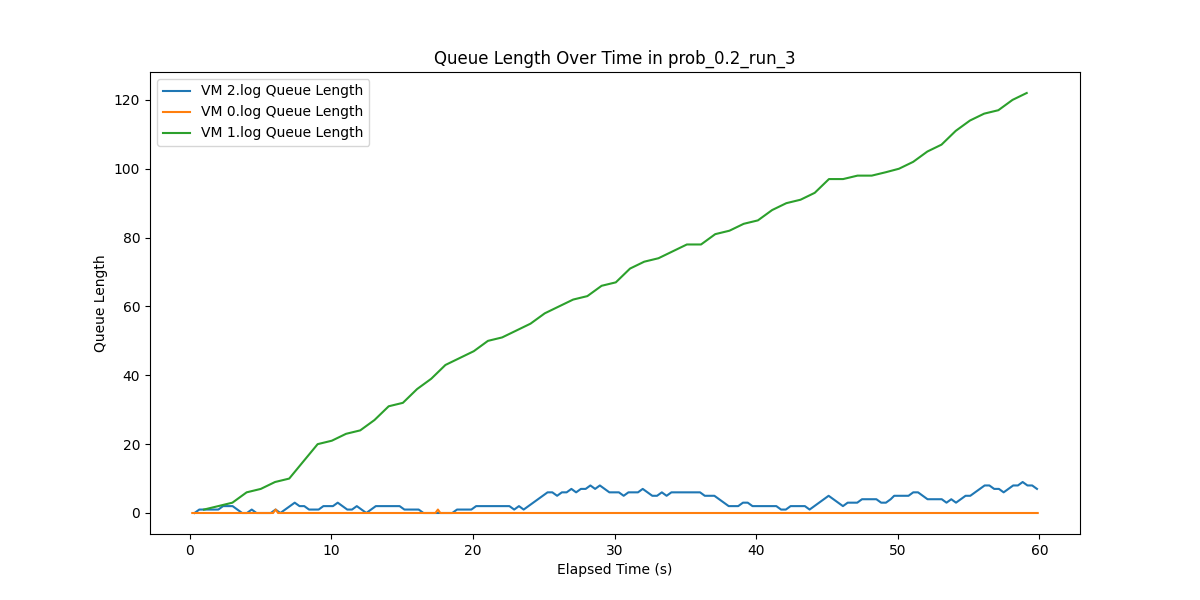 Queue Length Over Time in prob_0.2_run_3
VM 2.log Queue Length
VM 0.log Queue Length
VM 1.log Queue Length
Queue Length
120
100
80
60
40
20
0
0 10 20 30 40 50 60
Elapsed Time (s)